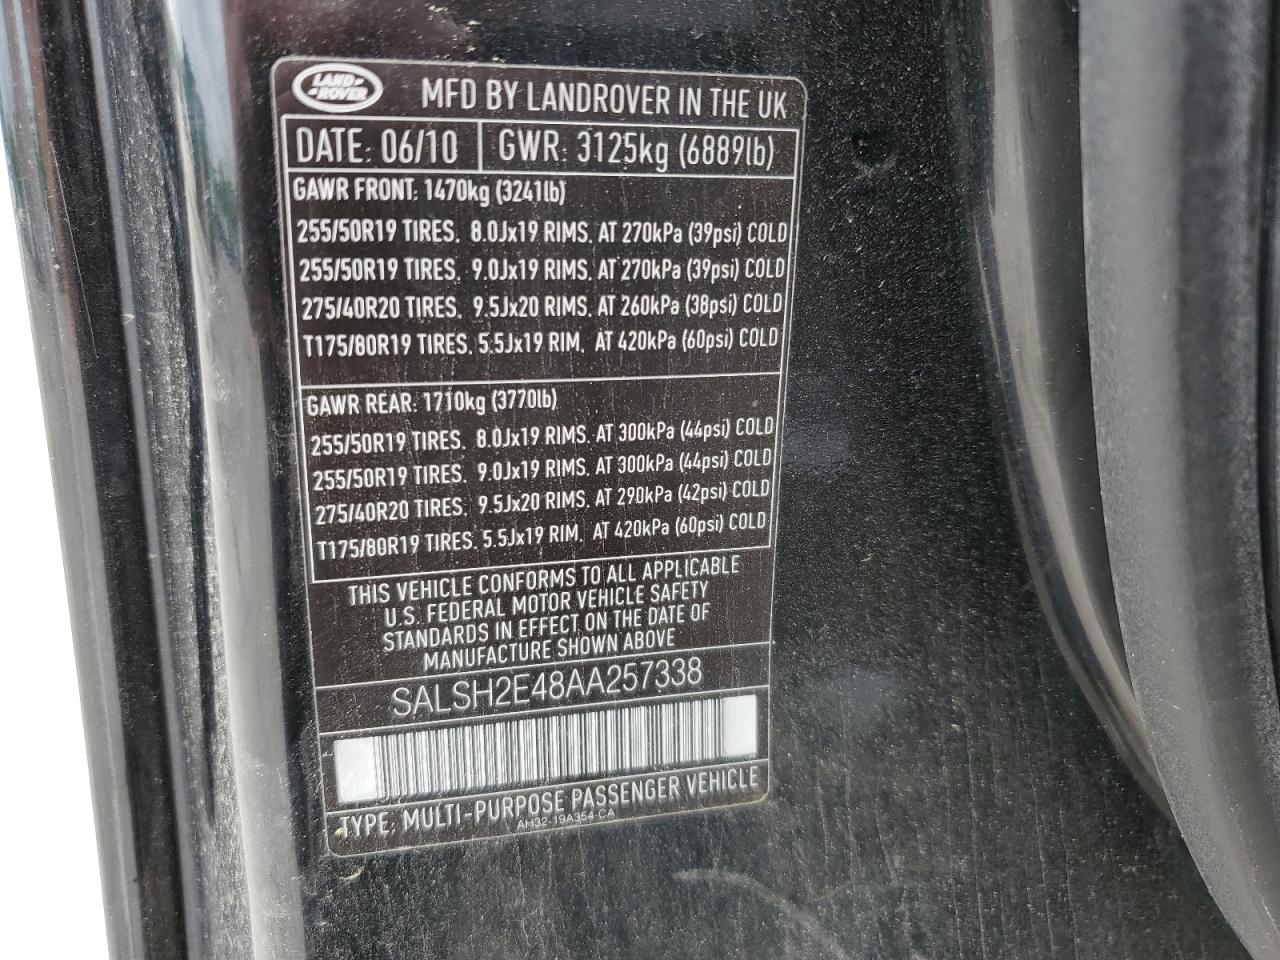 LAND-
-ROVER
MFD BY LANDROVER IN THE UK
DATE: 06/10 GWR: 3125kg (6889lb)
GAWR FRONT: 1470kg (3241lb)
255/50R19 TIRES. 8.0Jx19 RIMS. AT 270kPa (39psi) COLD
255/50R19 TIRES. 9.0Jx19 RIMS. AT 270kPa (39psi) COLD
275/40R20 TIRES. 9.5Jx20 RIMS. AT 260kPa (38psi) COLD
T175/80R19 TIRES. 5.5Jx19 RIM. AT 420kPa (60psi) COLD
GAWR REAR: 1710kg (3770lb)
255/50R19 TIRES. 8.0Jx19 RIMS. AT 300kPa (44psi) COLD
255/50R19 TIRES. 9.0Jx19 RIMS. AT 300kPa (44psi) COLD
275/40R20 TIRES. 9.5Jx20 RIMS. AT 290kPa (42psi) COLD
T175/80R19 TIRES. 5.5Jx19 RIM. AT 420kPa (60psi) COLD
THIS VEHICLE CONFORMS TO ALL APPLICABLE
U.S. FEDERAL MOTOR VEHICLE SAFETY
STANDARDS IN EFFECT ON THE DATE OF
MANUFACTURE SHOWN ABOVE
SALSH2E48AA257338
TYPE: MULTI-PURPOSE PASSENGER VEHICLE
AH32-19A354-CA